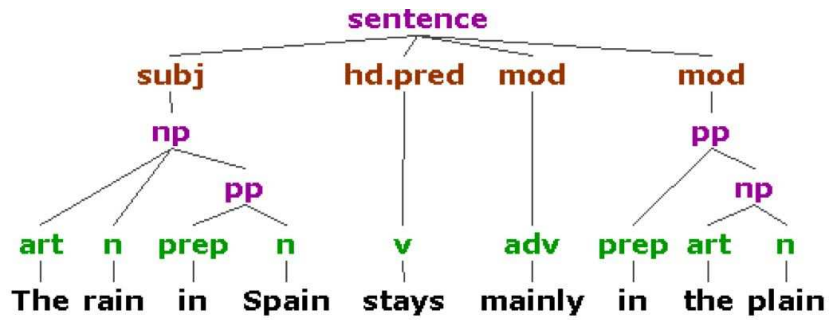 sentence
subj hd.pred mod mod
np pp
pp np
art n prep n v adv prep art n
The rain in Spain stays mainly in the plain